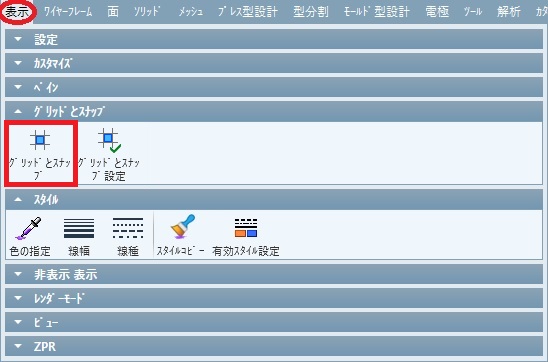 表示 ﾜｲﾔｰﾌﾚｰﾑ 面 ｿﾘｯﾄﾞ ﾒｯｼｭ ﾌﾟﾚｽ型設計 型分割 ﾓｰﾙﾄﾞ型設計 電極 ﾂｰﾙ 解析 ｶﾀ
設定
ｶｽﾀﾏｲｽﾞ
ﾍﾟｲﾝ
ｸﾞﾘｯﾄﾞとｽﾅｯﾌﾟ
ｸﾞﾘｯﾄﾞとｽﾅｯ ｸﾞﾘｯﾄﾞとｽﾅｯ
ﾌﾟ ﾌﾟ設定
ｽﾀｲﾙ
色の指定 線幅 線種 ｽﾀｲﾙｺﾋﾟｰ 有効ｽﾀｲﾙ設定
非表示 表示
ﾚﾝﾀﾞｰﾓｰﾄﾞ
ﾋﾞｭｰ
ZPR